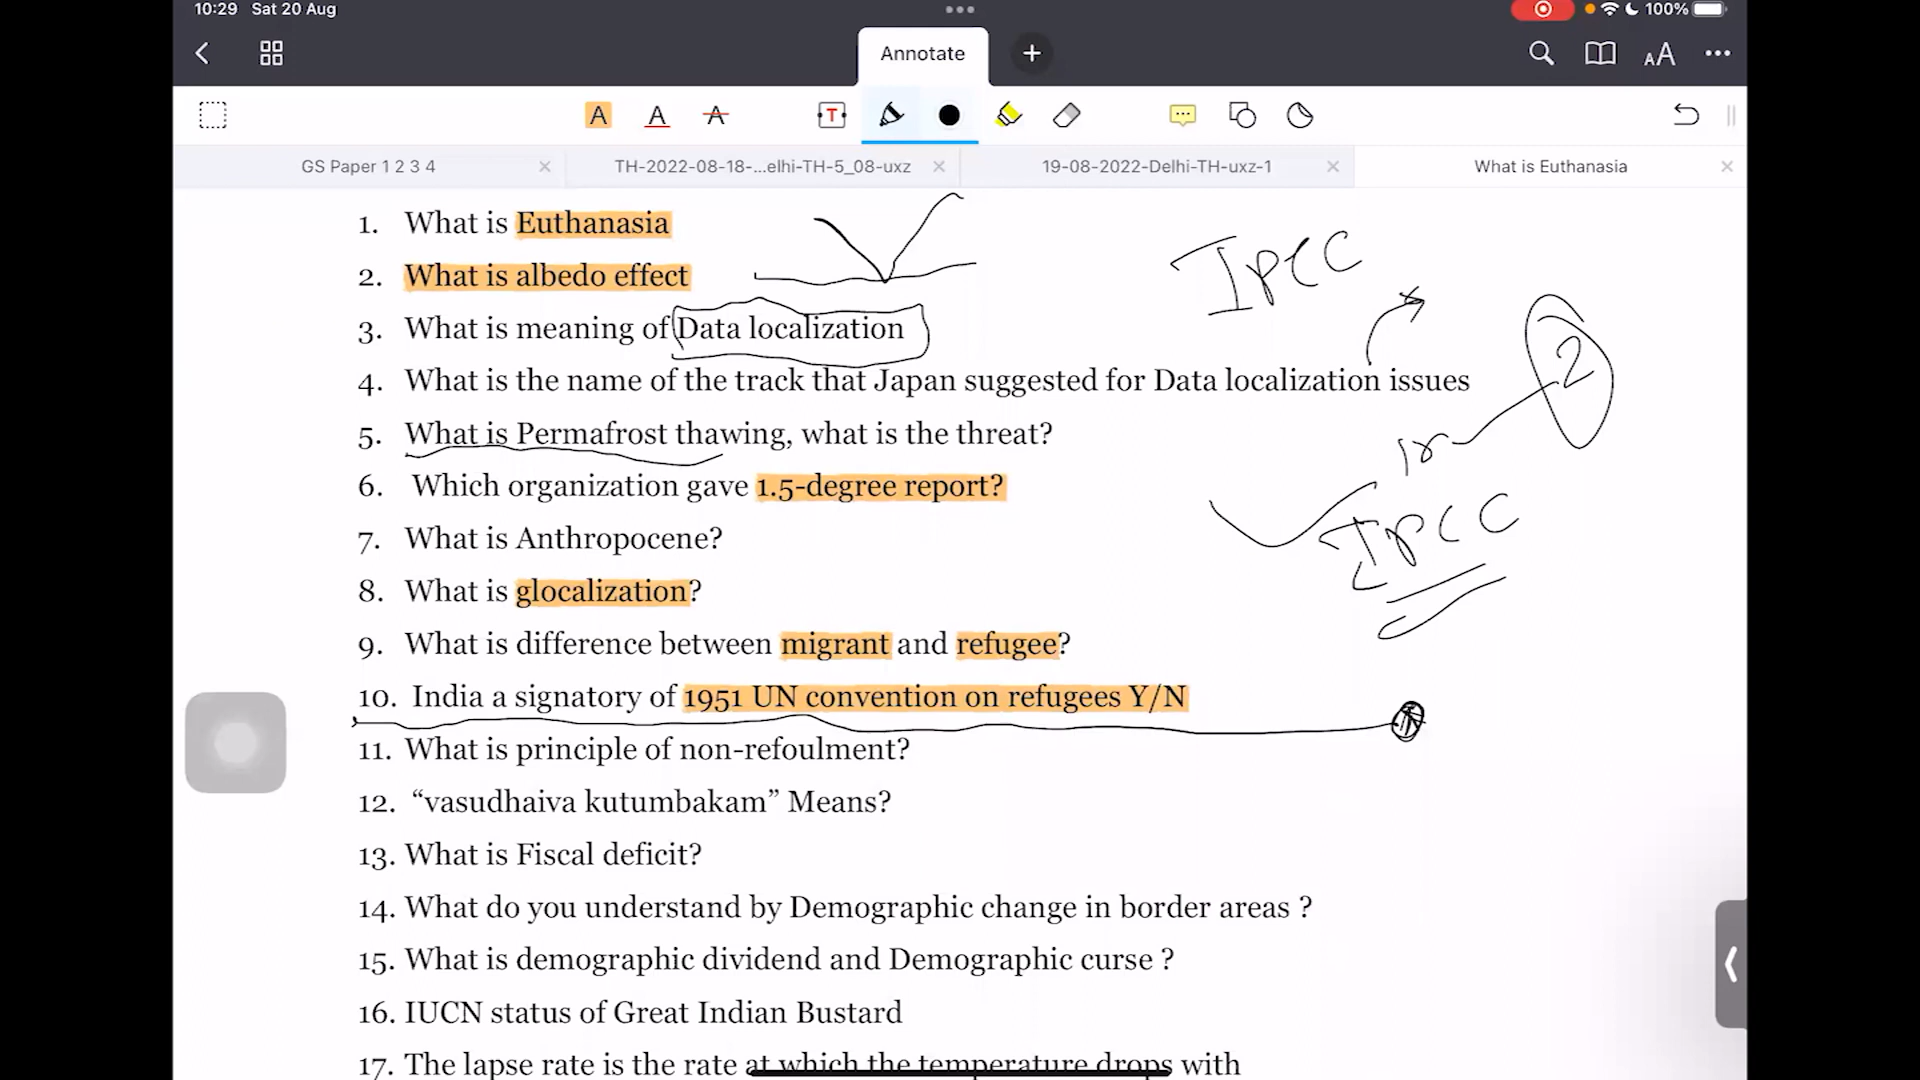 10:29 Sat 20 Aug
100%
Annotate
AA
A A A T
GS Paper 1 2 3 4
TH-2022-08-18-...elhi-TH-5_08-uxz
19-08-2022-Delhi-TH-uxz-1
What is Euthanasia
1. What is Euthanasia
IPCC
2. What is albedo effect
3. What is meaning of Data localization
2
4. What is the name of the track that Japan suggested for Data localization issues
5. What is Permafrost thawing, what is the threat?
6. Which organization gave 1.5-degree report?
IPCC
7. What is Anthropocene?
8. What is glocalization?
9. What is difference between migrant and refugee?
10. India a signatory of 1951 UN convention on refugees Y/N
11. What is principle of non-refoulment?
12. “vasudhaiva kutumbakam” Means?
13. What is Fiscal deficit?
14. What do you understand by Demographic change in border areas ?
15. What is demographic dividend and Demographic curse ?
16. IUCN status of Great Indian Bustard
17. The lapse rate is the rate at which the temperature drops with